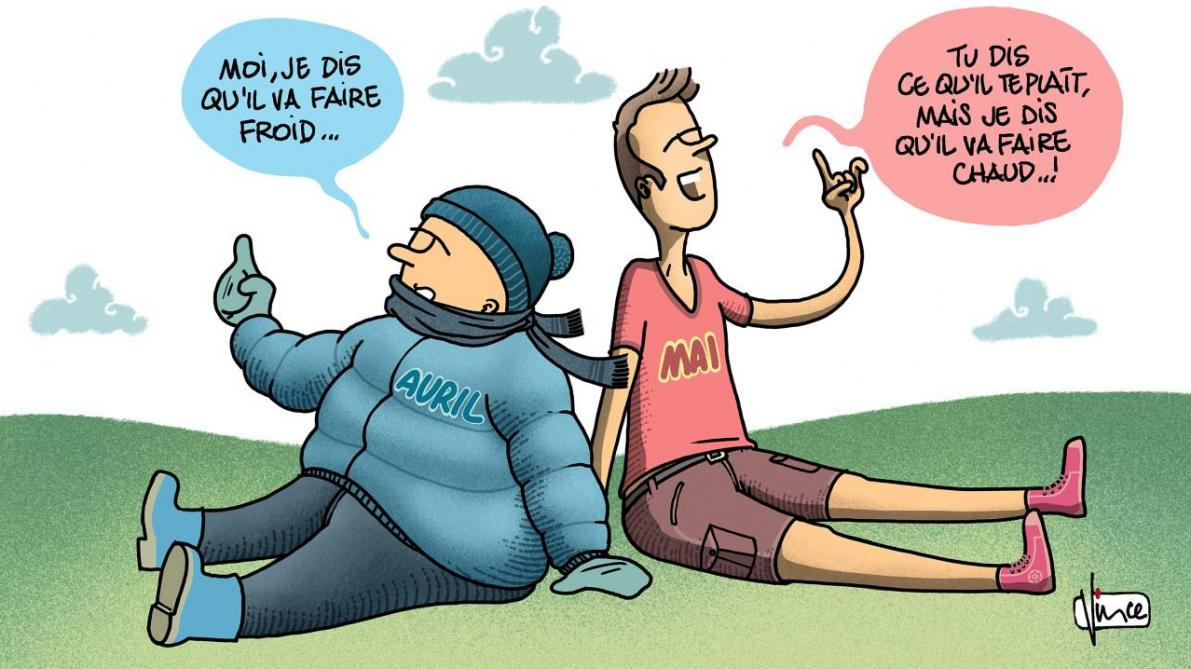 MOI, JE DIS
QU'IL VA FAIRE
FROID...
TU DIS
CE QU'IL TE PLAÎT,
MAIS JE DIS
QU'IL VA FAIRE
CHAUD...!
AVRIL
MAI
Vince